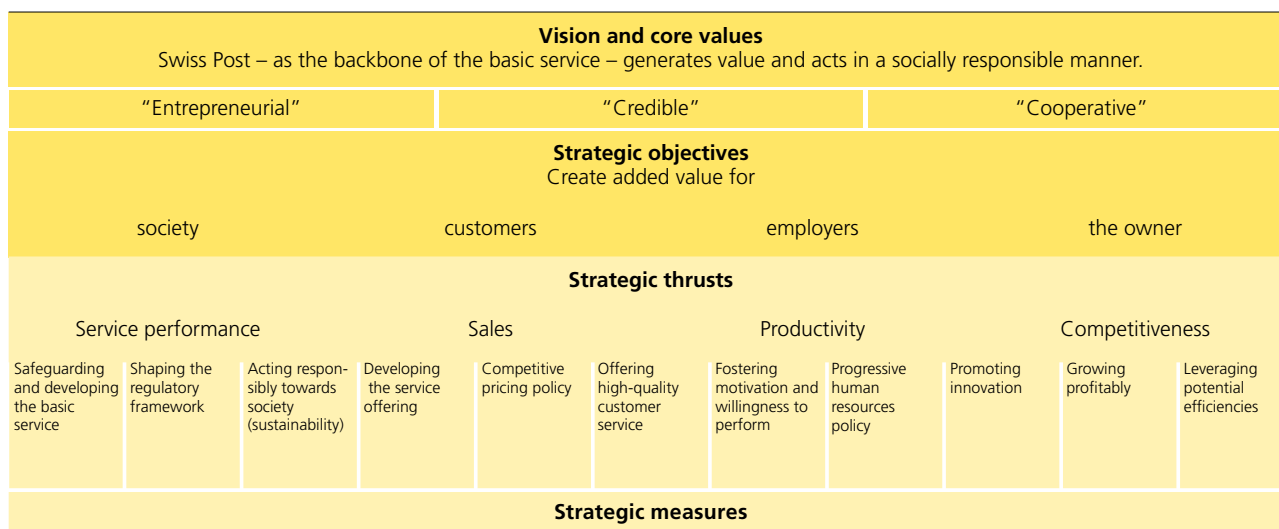 Vision and core values
Swiss Post – as the backbone of the basic service – generates value and acts in a socially responsible manner.
“Entrepreneurial”
“Credible”
“Cooperative”
Strategic objectives
Create added value for
society
customers
employers
the owner
Strategic thrusts
Service performance
Sales
Productivity
Competitiveness
Safeguarding
and developing
the basic
service
Shaping the
regulatory
framework
Acting respon-
sibly towards
society
(sustainability)
Developing
the service
offering
Competitive
pricing policy
Offering
high-quality
customer
service
Fostering
motivation and
willingness to
perform
Progressive
human
resources
policy
Promoting
innovation
Growing
profitably
Leveraging
potential
efficiencies
Strategic measures